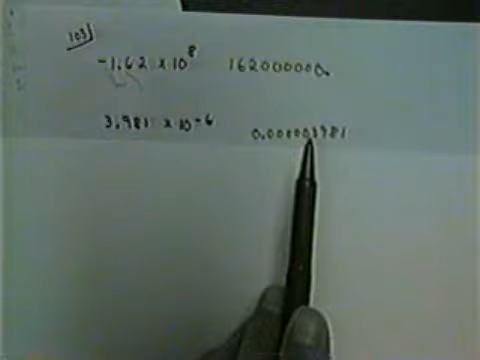 103)
-1.62 x 10^8 162000000.
3.981 x 10^-6 0.000003981